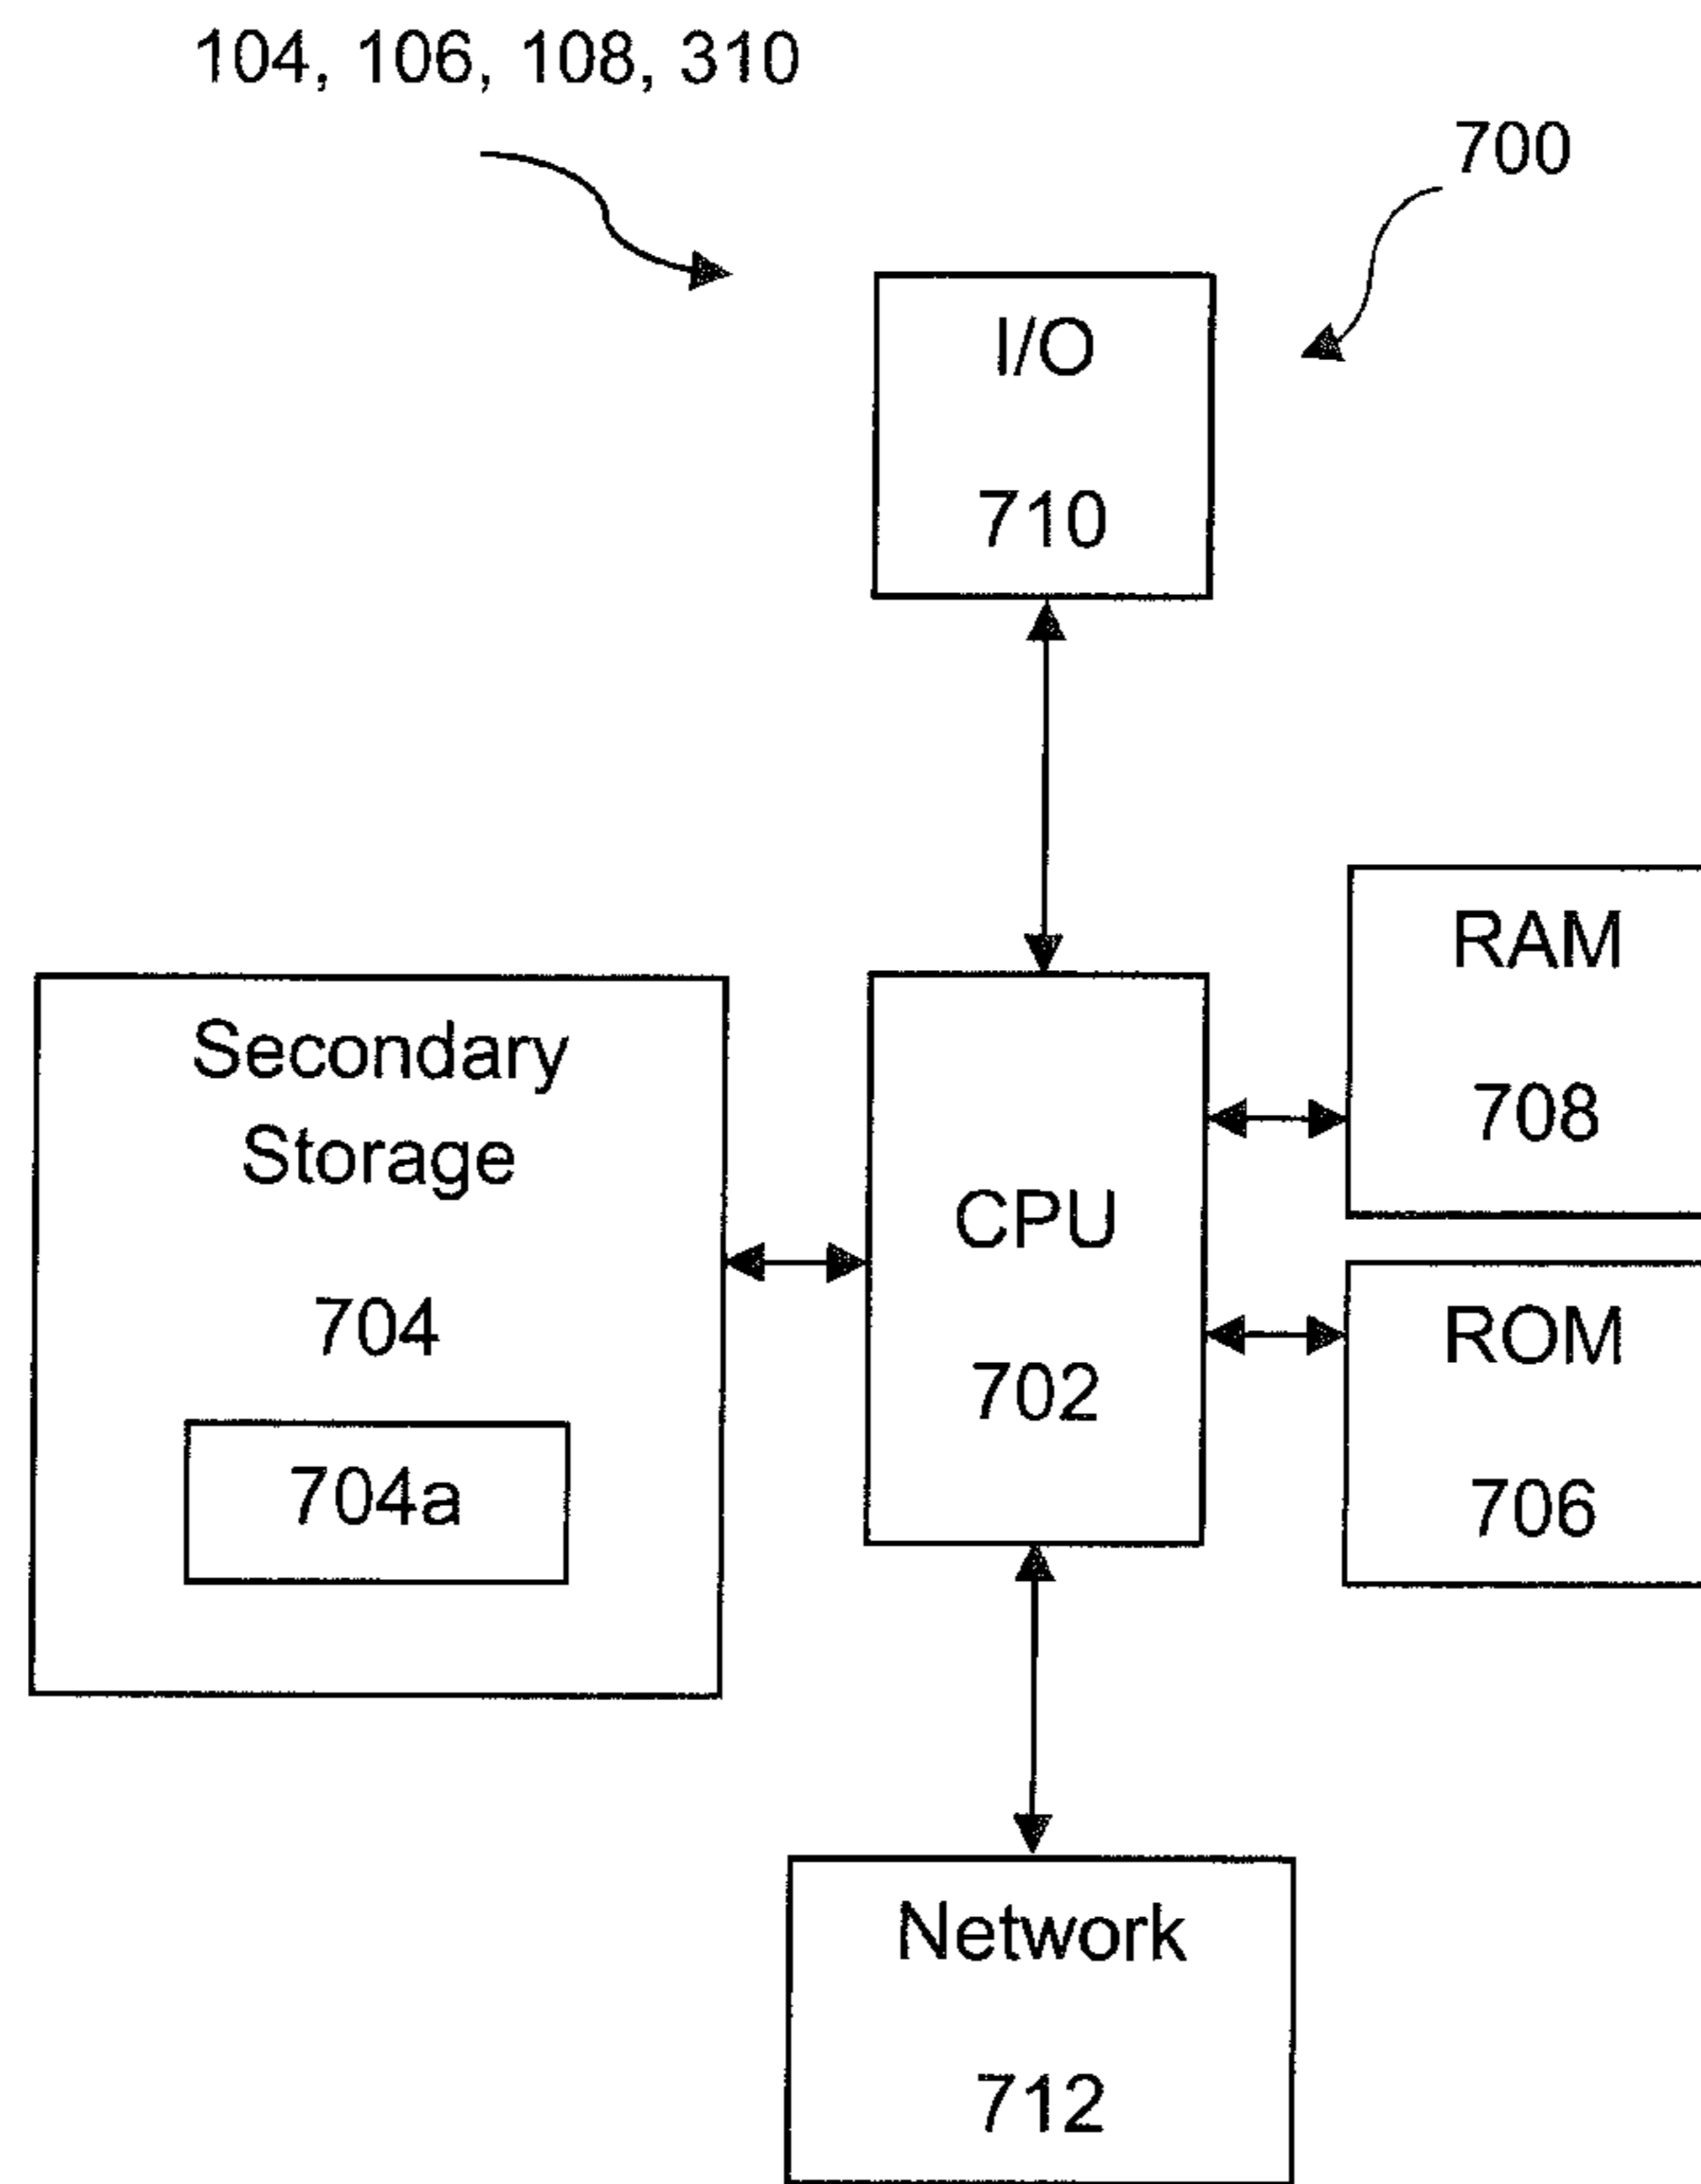 104, 106, 108, 310
700
I/O
710
RAM
708
Secondary
Storage
704
704a
CPU
702
ROM
706
Network
712